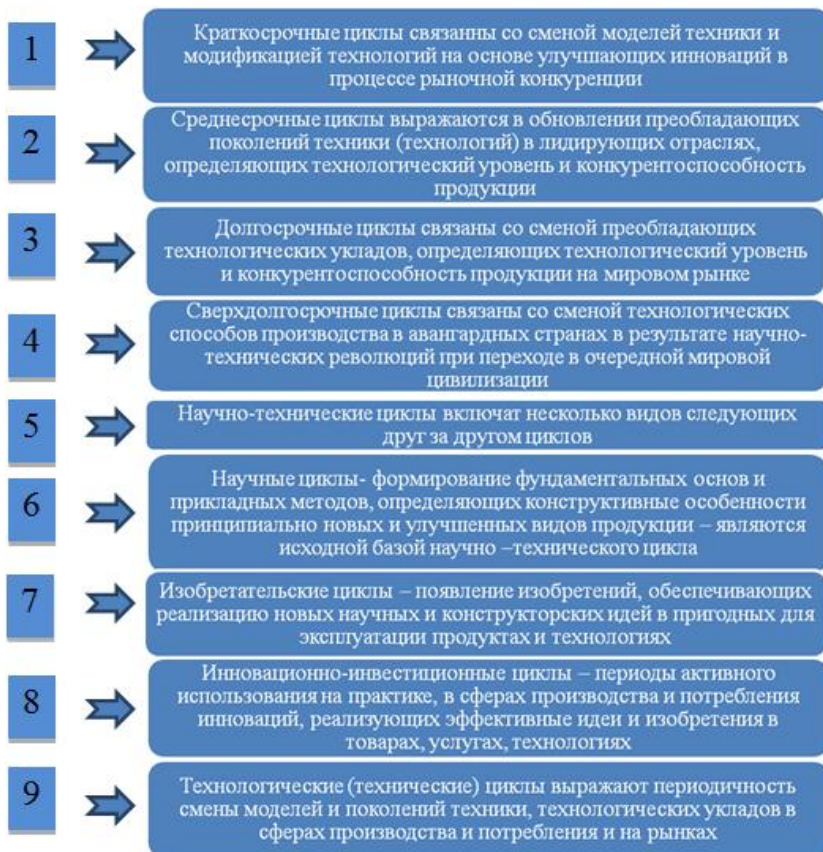 1
Краткосрочные циклы связанны со сменой моделей техники и
модификацией технологий на основе улучшающих инноваций в
процессе рыночной конкуренции
2
Среднесрочные циклы выражаются в обновлении преобладающих
поколений техники (технологий) в лидирующих отраслях,
определяющих технологический уровень и конкурентоспособность
продукции
3
Долгосрочные циклы связаны со сменой преобладающих
технологических укладов, определяющих технологический уровень
и конкурентоспособность продукции на мировом рынке
4
Сверхдолгосрочные циклы связаны со сменой технологических
способов производства в авангардных странах в результате научно-
технических революций при переходе в очередной мировой
цивилизации
5
Научно-технические циклы включат несколько видов следующих
друг за другом циклов
6
Научные циклы- формирование фундаментальных основ и
прикладных методов, определяющих конструктивные особенности
принципиально новых и улучшенных видов продукции – являются
исходной базой научно –технического цикла
7
Изобретательские циклы – появление изобретений, обеспечивающих
реализацию новых научных и конструкторских идей в пригодных для
эксплуатации продуктах и технологиях
8
Инновационно-инвестиционные циклы – периоды активного
использования на практике, в сферах производства и потребления
инноваций, реализующих эффективные идеи и изобретения в
товарах, услугах, технологиях
9
Технологические (технические) циклы выражают периодичность
смены моделей и поколений техники, технологических укладов в
сферах производства и потребления и на рынках